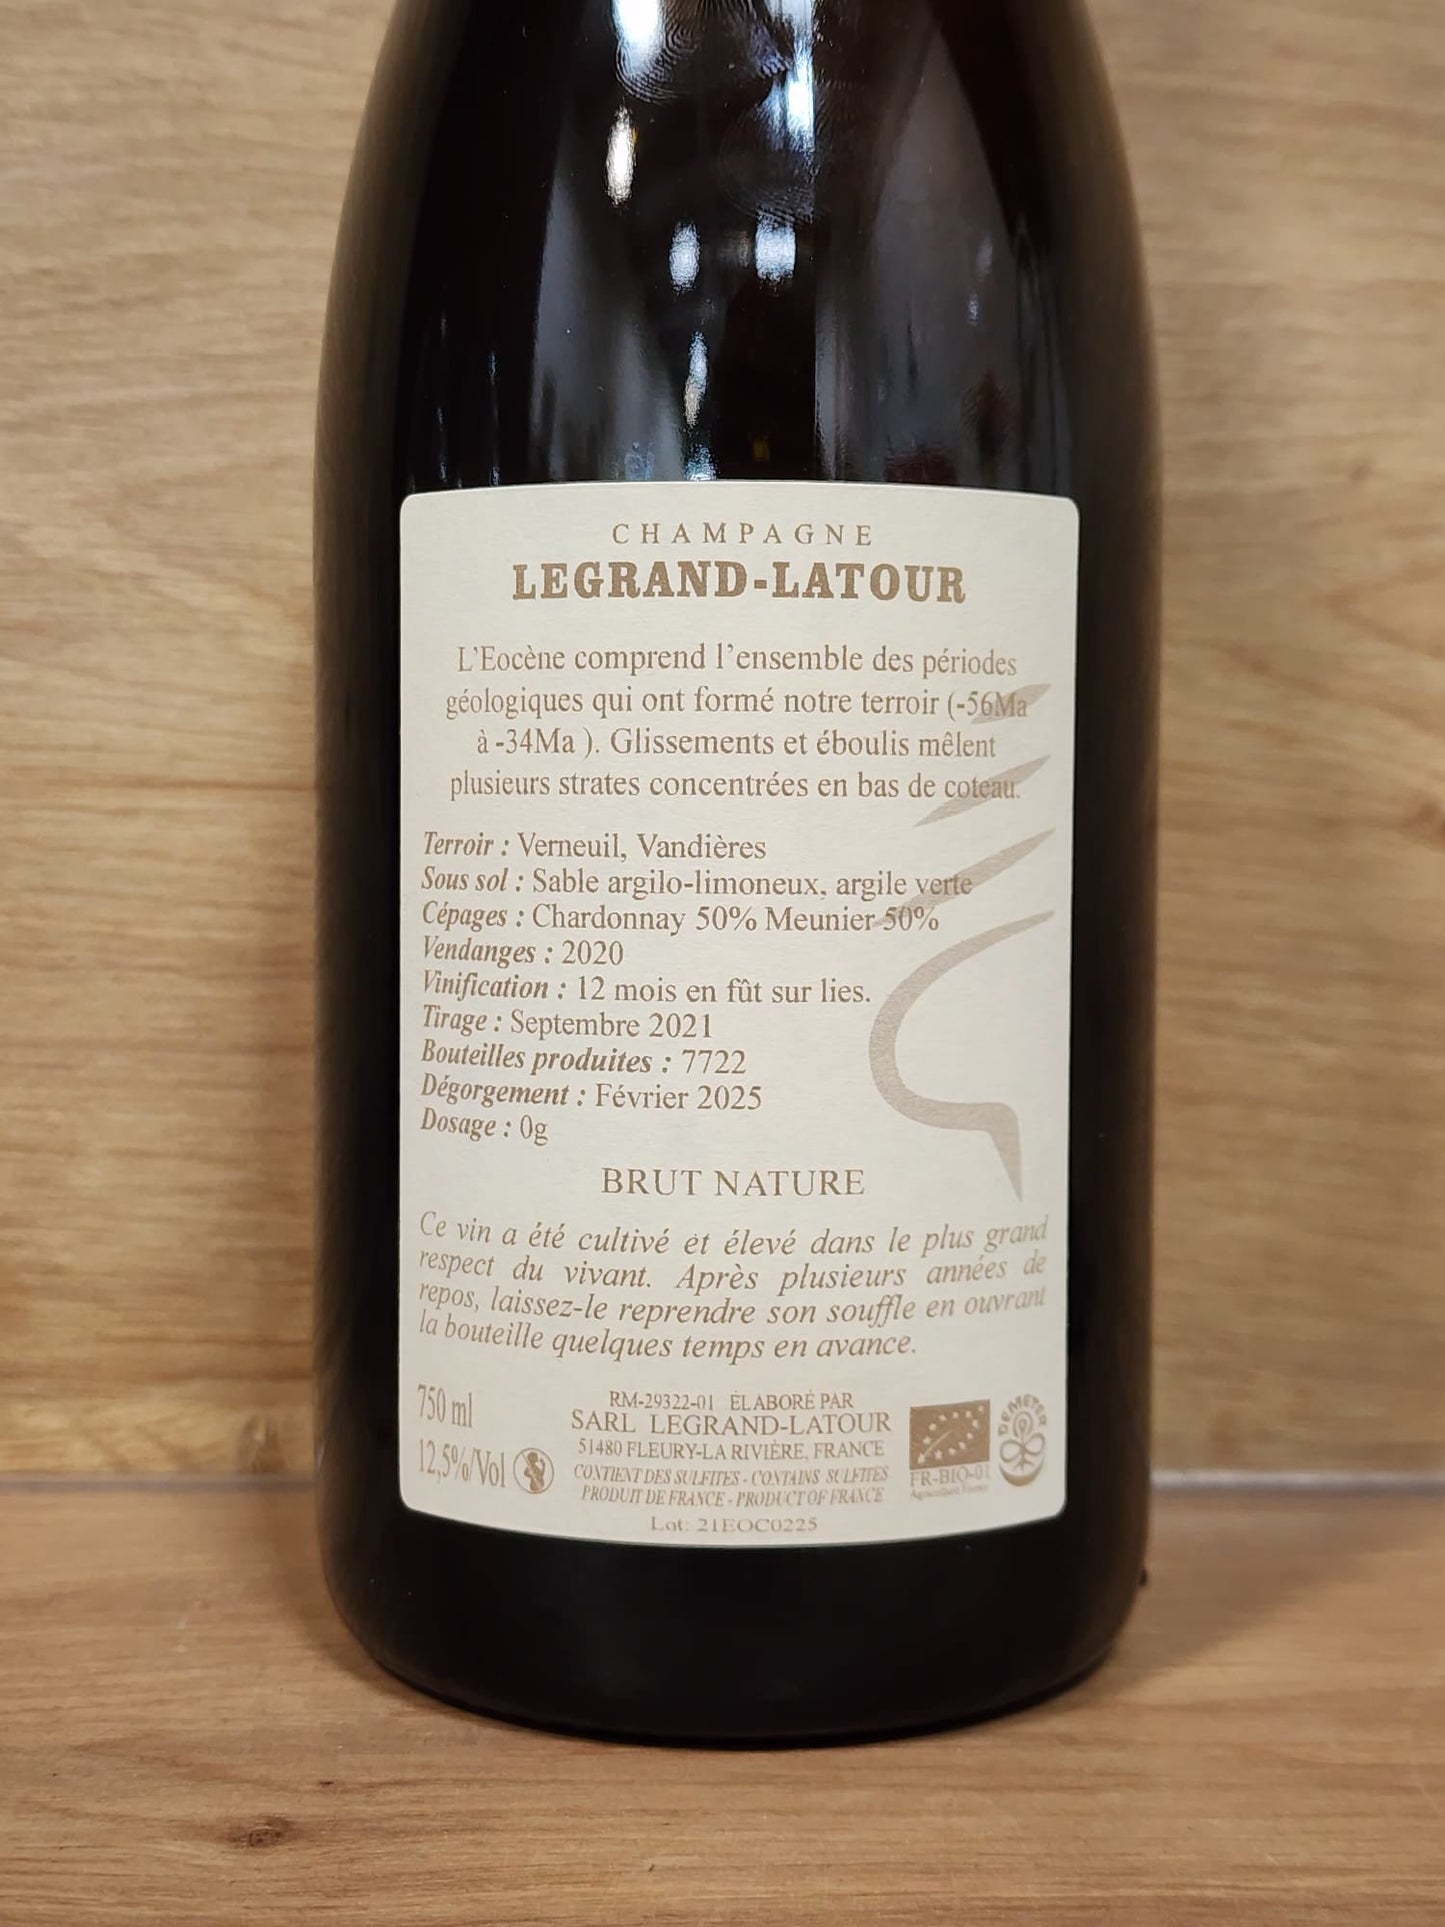 CHAMPAGNE
LEGRAND-LATOUR
L'Eocène comprend l'ensemble des périodes
géologiques qui ont formé notre terroir (-56Ma
à -34Ma ). Glissements et éboulis mêlent
plusieurs strates concentrées en bas de coteau.
Terroir : Verneuil, Vandières
Sous sol : Sable argilo-limoneux, argile verte
Cépages : Chardonnay 50% Meunier 50%
Vendanges : 2020
Vinification : 12 mois en fût sur lies.
Tirage : Septembre 2021
Bouteilles produites : 7722
Dégorgement : Février 2025
Dosage : 0g
BRUT NATURE
Ce vin a été cultivé et élevé dans le plus grand
respect du vivant. Après plusieurs années de
repos, laissez-le reprendre son souffle en ouvrant
la bouteille quelques temps en avance.
750 ml
12,5%/Vol
RM-29322-01 ÉLABORÉ PAR
SARL LEGRAND-LATOUR
51480 FLEURY-LA RIVIÈRE, FRANCE
CONTIENT DES SULFITES - CONTAINS SULFITES
PRODUIT DE FRANCE - PRODUCT OF FRANCE
Lot: 21EOC0225
FR-BIO-01
Agriculture France
DEMETER